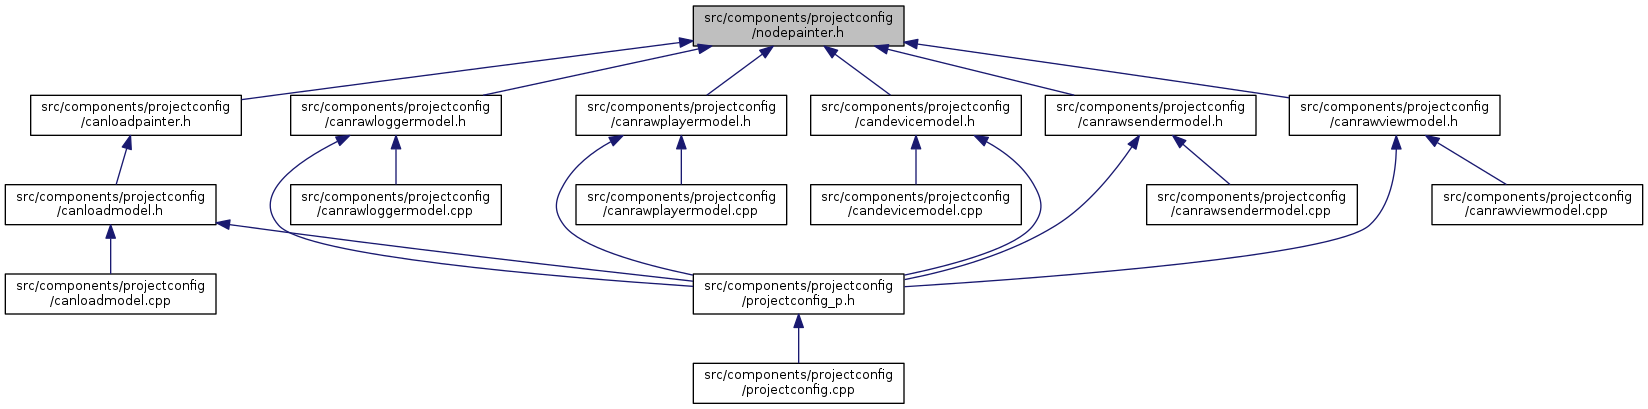 src/components/projectconfig
/nodepainter.h
src/components/projectconfig
/canloadpainter.h
src/components/projectconfig
/canrawloggermodel.h
src/components/projectconfig
/canrawplayermodel.h
src/components/projectconfig
/candevicemodel.h
src/components/projectconfig
/canrawsendermodel.h
src/components/projectconfig
/canrawviewmodel.h
src/components/projectconfig
/canloadmodel.h
src/components/projectconfig
/canrawloggermodel.cpp
src/components/projectconfig
/canrawplayermodel.cpp
src/components/projectconfig
/candevicemodel.cpp
src/components/projectconfig
/canrawsendermodel.cpp
src/components/projectconfig
/canrawviewmodel.cpp
src/components/projectconfig
/canloadmodel.cpp
src/components/projectconfig
/projectconfig_p.h
src/components/projectconfig
/projectconfig.cpp